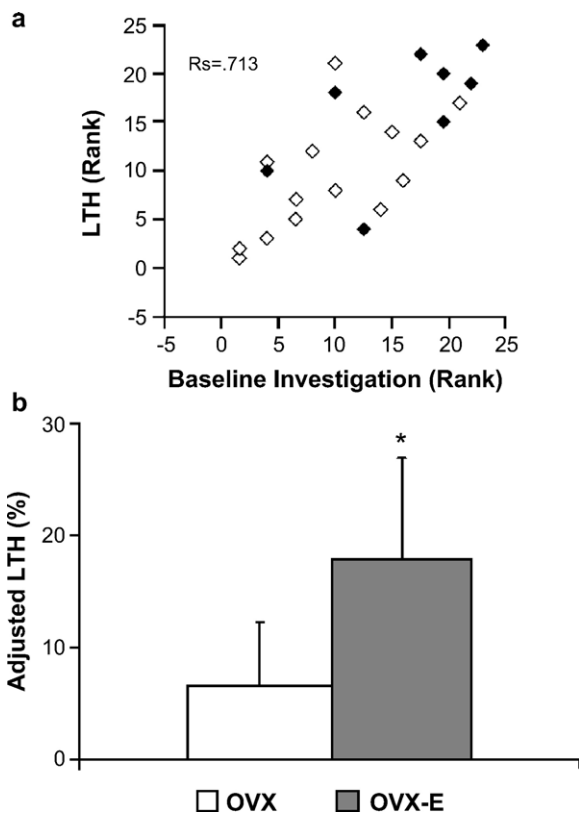 a
25
20
15
10
5
0
-5
LTH (Rank)
Rs=.713
-5 0 5 10 15 20 25
Baseline Investigation (Rank)
b
30
20
10
0
Adjusted LTH (%)
*
OVX OVX-E